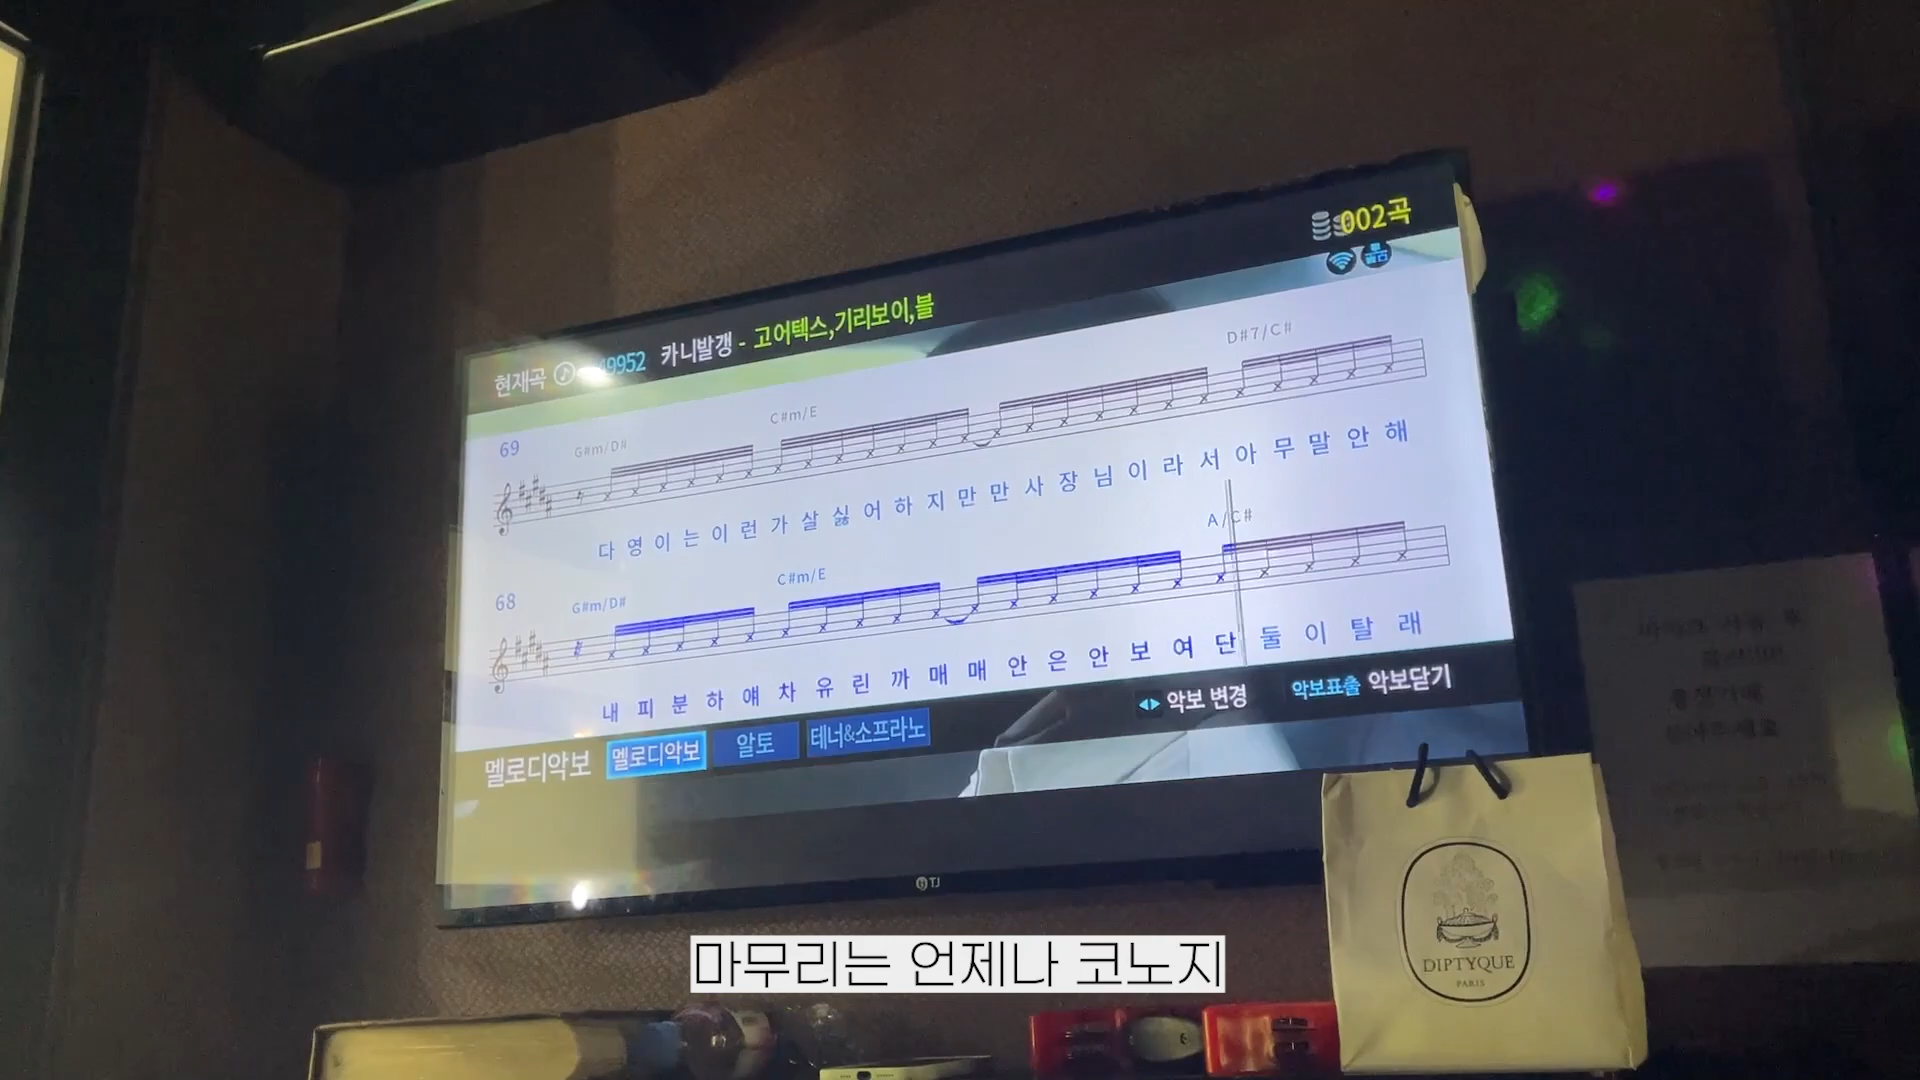 002곡
현재곡 49952 카니발갱 - 고어텍스,기리보이,블
69 G#m/D# C#m/E D#7/C#
다 영 이 는 이 런 가 살 싫 어 하 지 만 만 사 장 님 이 라 서 아 무 말 안 해
68 G#m/D# C#m/E A/C#
내 피 분 하 얘 차 유 린 까 매 매 안 은 안 보 여 단 둘 이 탈 래
악보 변경 악보표출 악보닫기
멜로디악보 멜로디악보 알토 테너&소프라노
TJ
DIPTYQUE
PARIS
마무리는 언제나 코노지